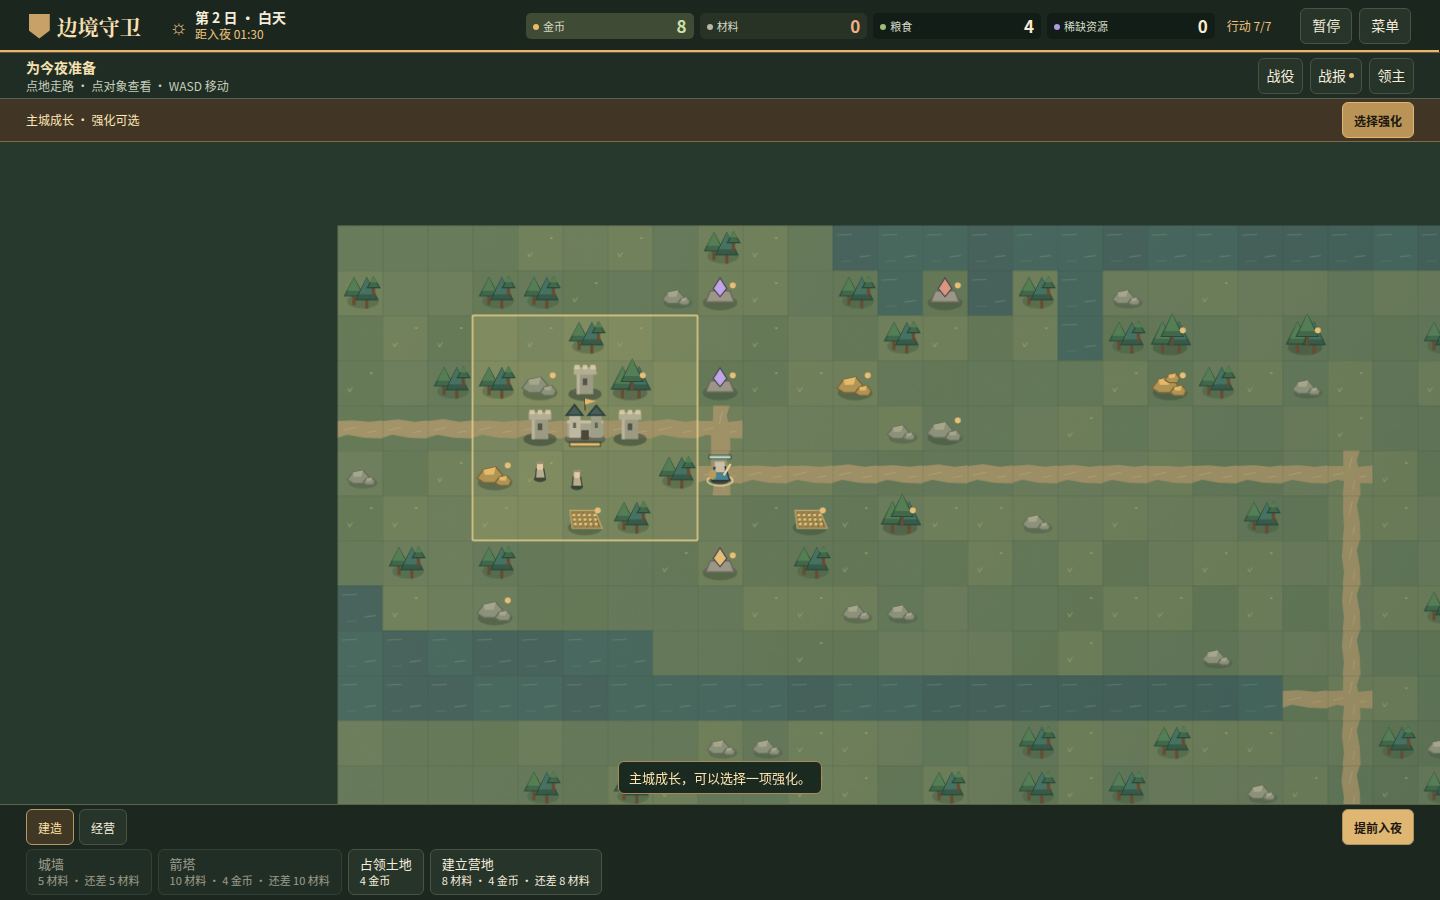 边境守卫
第 2 日 · 白天
距入夜 01:30
金币 8
材料 0
粮食 4
稀缺资源 0
行动 7/7
暂停
菜单
为今夜准备
点地走路 · 点对象查看 · WASD 移动
战役
战报
领主
主城成长 · 强化可选
选择强化
主城成长，可以选择一项强化。
建造
经营
提前入夜
城墙
5 材料 · 还差 5 材料
箭塔
10 材料 · 4 金币 · 还差 10 材料
占领土地
4 金币
建立营地
8 材料 · 4 金币 · 还差 8 材料